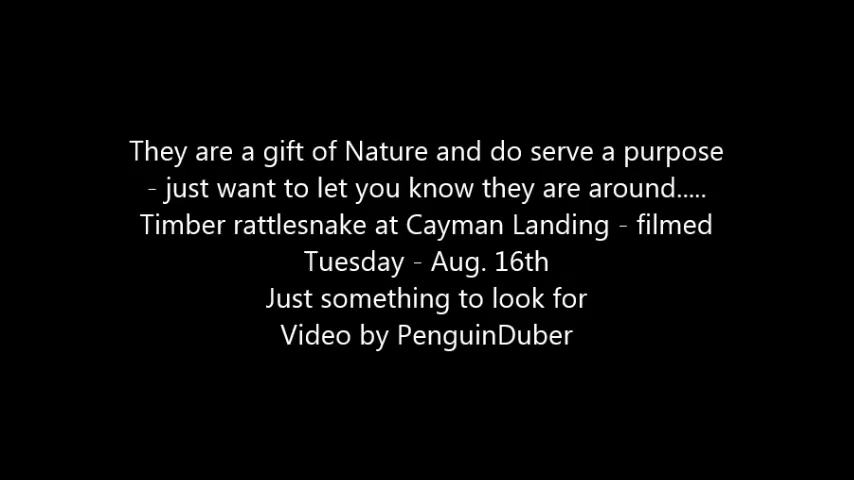 They are a gift of Nature and do serve a purpose
- just want to let you know they are around.....
Timber rattlesnake at Cayman Landing - filmed
Tuesday - Aug. 16th
Just something to look for
Video by PenguinDuber